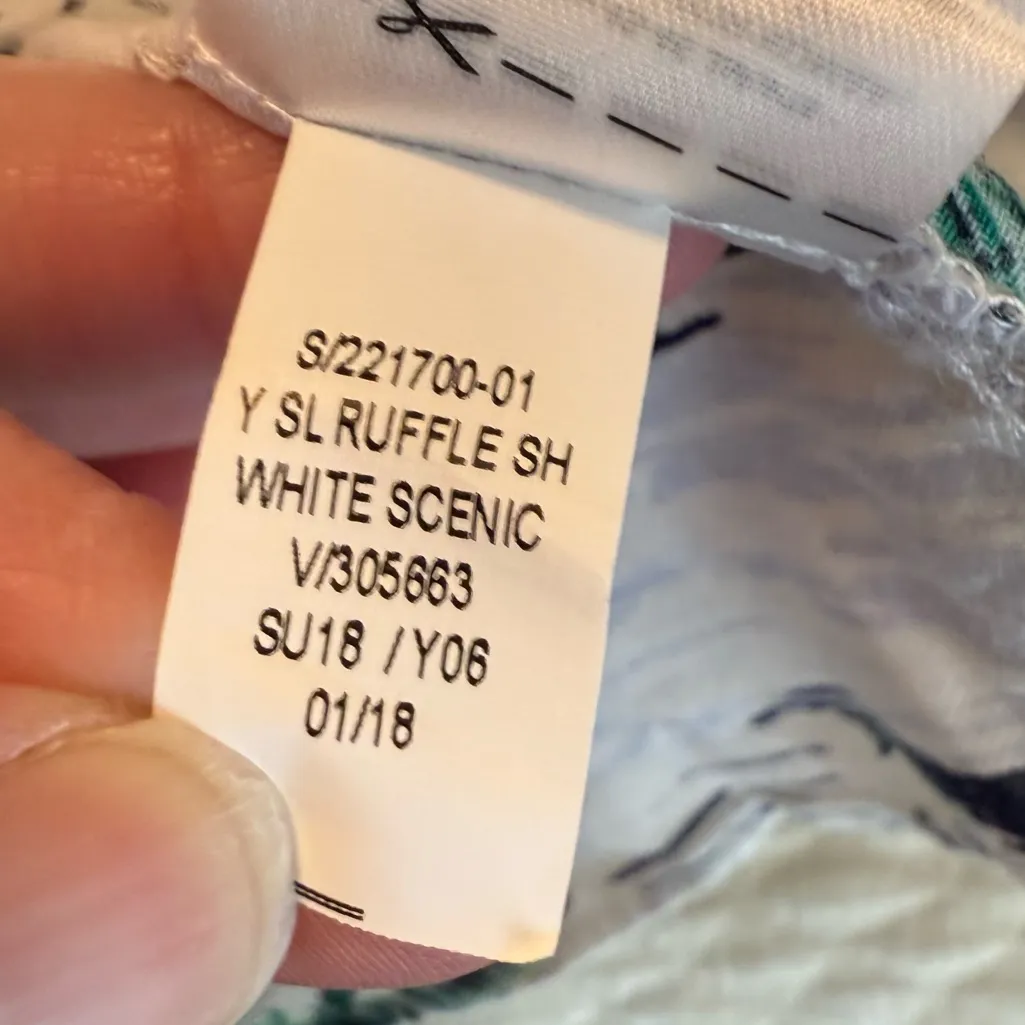 S/221700-01
Y SL RUFFLE SH
WHITE SCENIC
V/305663
SU18 / Y06
01/18